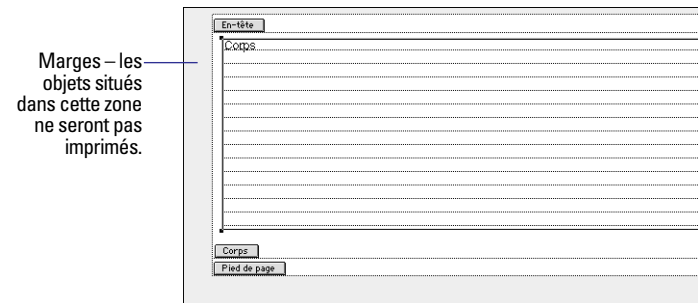 Marges – les
objets situés
dans cette zone
ne seront pas
imprimés.
En-tête
Corps
Corps
Pied de page